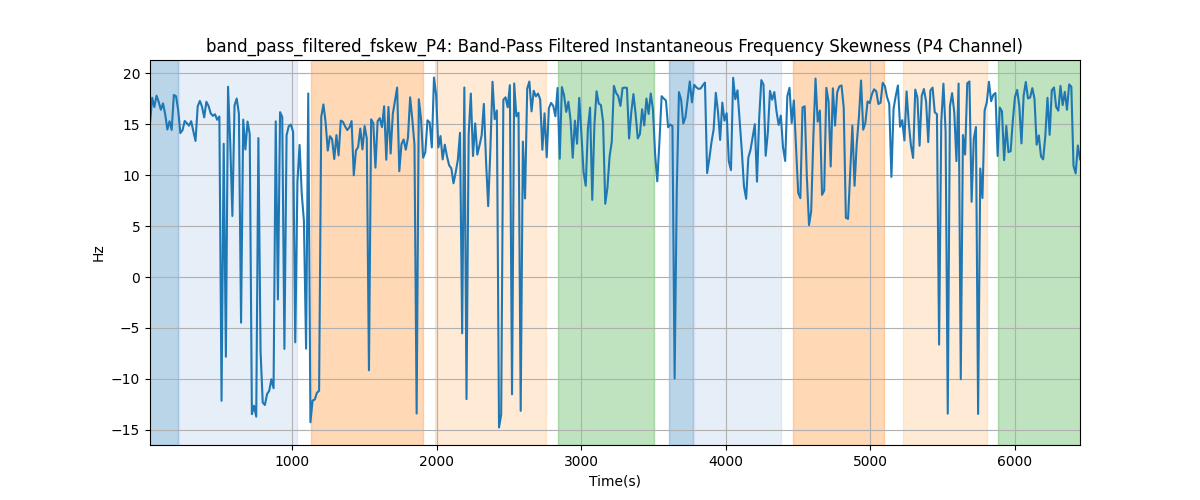 band_pass_filtered_fskew_P4: Band-Pass Filtered Instantaneous Frequency Skewness (P4 Channel)
20
15
10
5
0
−5
−10
−15
Hz
1000 2000 3000 4000 5000 6000
Time(s)